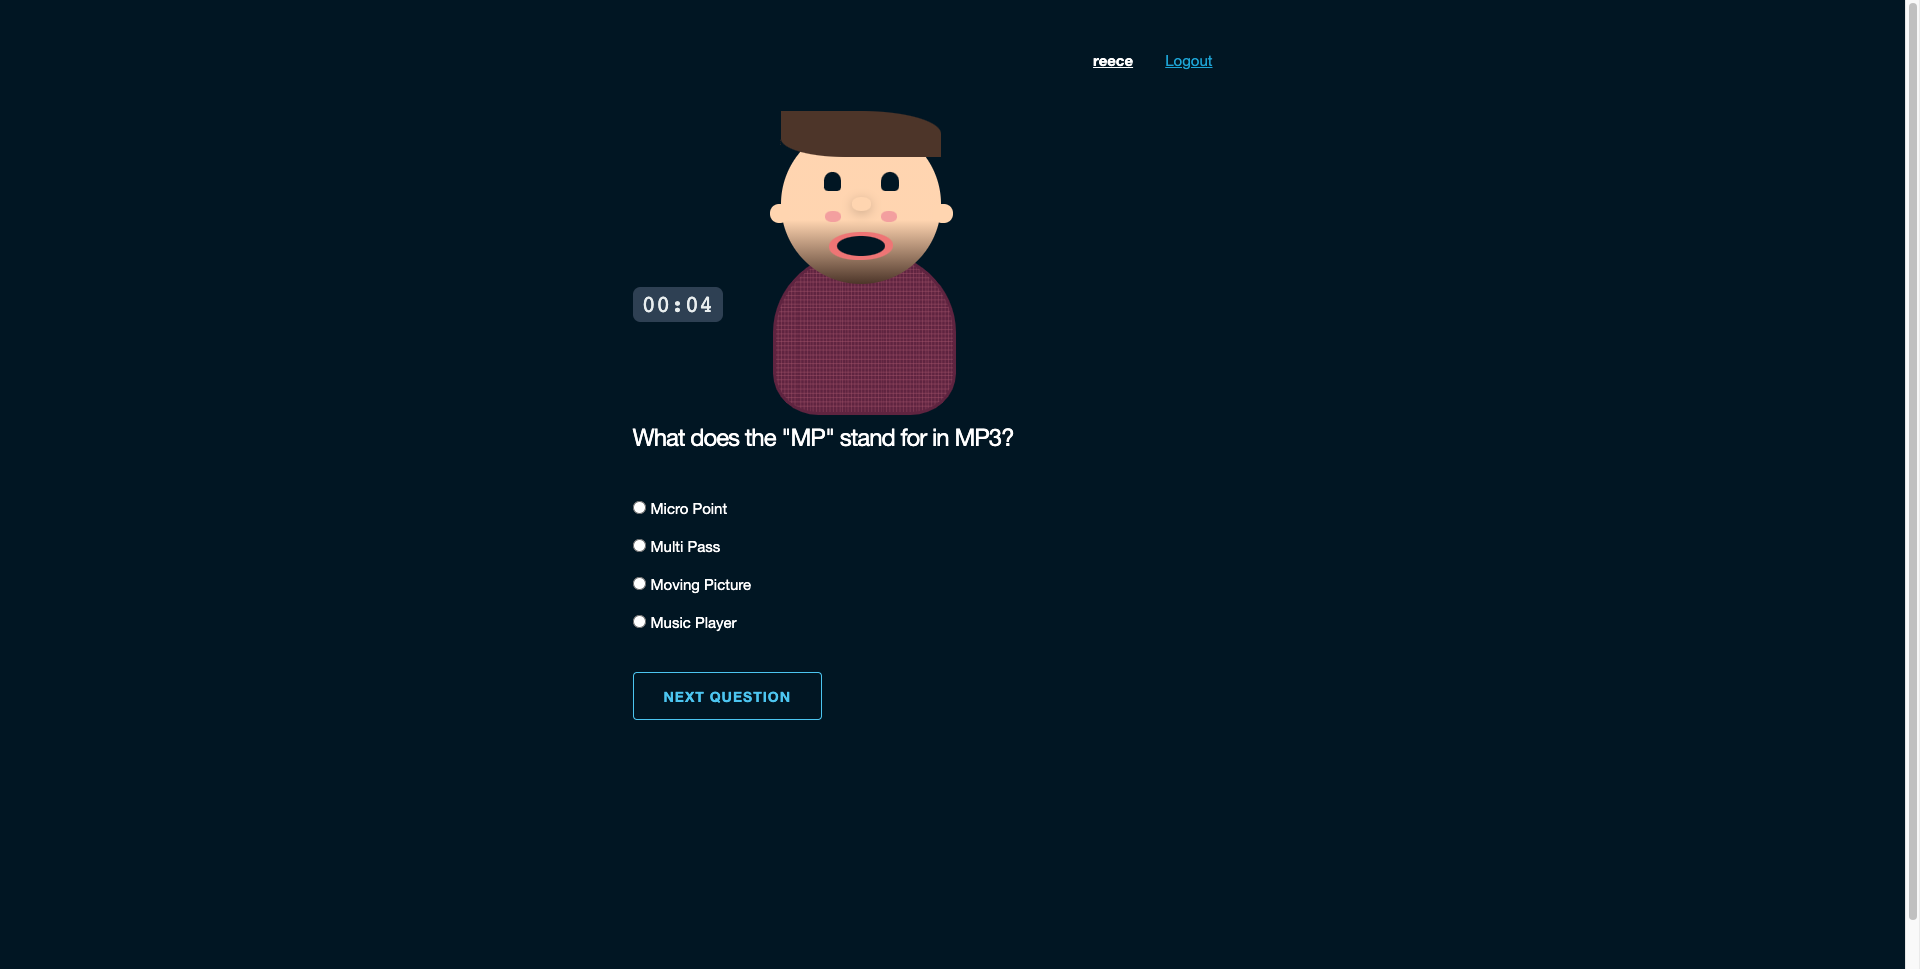 reece Logout
00:04
What does the "MP" stand for in MP3?
Micro Point
Multi Pass
Moving Picture
Music Player
NEXT QUESTION